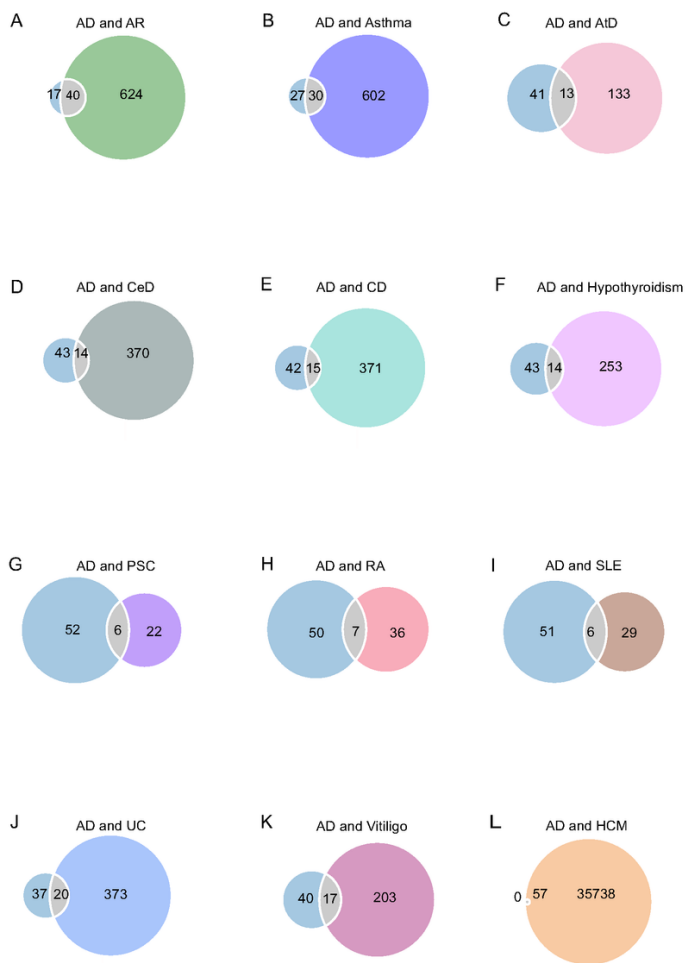 A AD and AR
17 40 624
B AD and Asthma
27 30 602
C AD and AtD
41 13 133
D AD and CeD
43 14 370
E AD and CD
42 15 371
F AD and Hypothyroidism
43 14 253
G AD and PSC
52 6 22
H AD and RA
50 7 36
I AD and SLE
51 6 29
J AD and UC
37 20 373
K AD and Vitiligo
40 17 203
L AD and HCM
0 57 35738